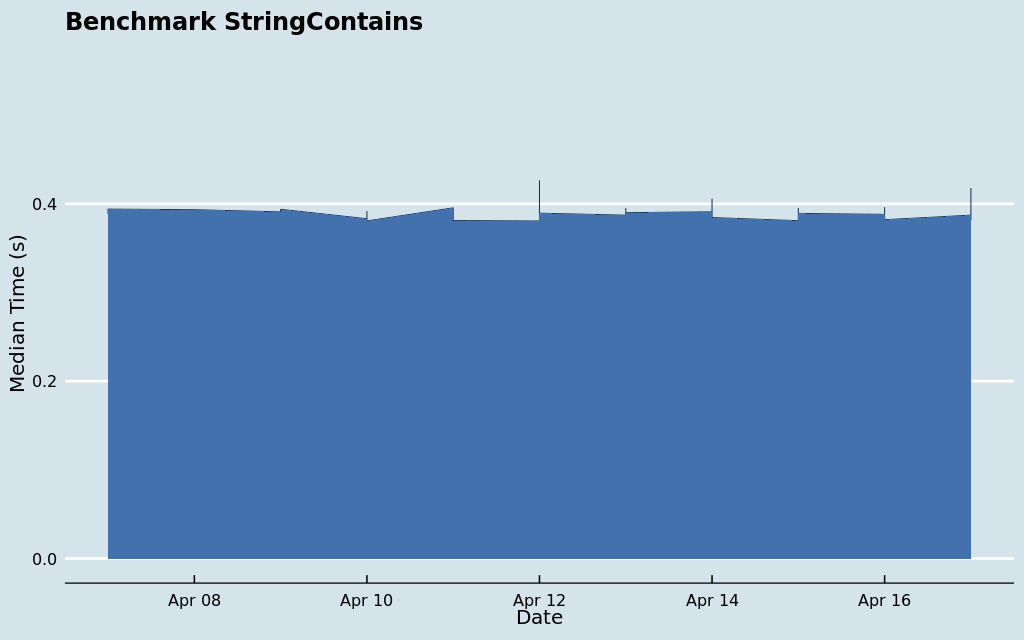 Benchmark StringContains
Median Time (s)
0.4
0.2
0.0
Apr 08
Apr 10
Apr 12
Apr 14
Apr 16
Date